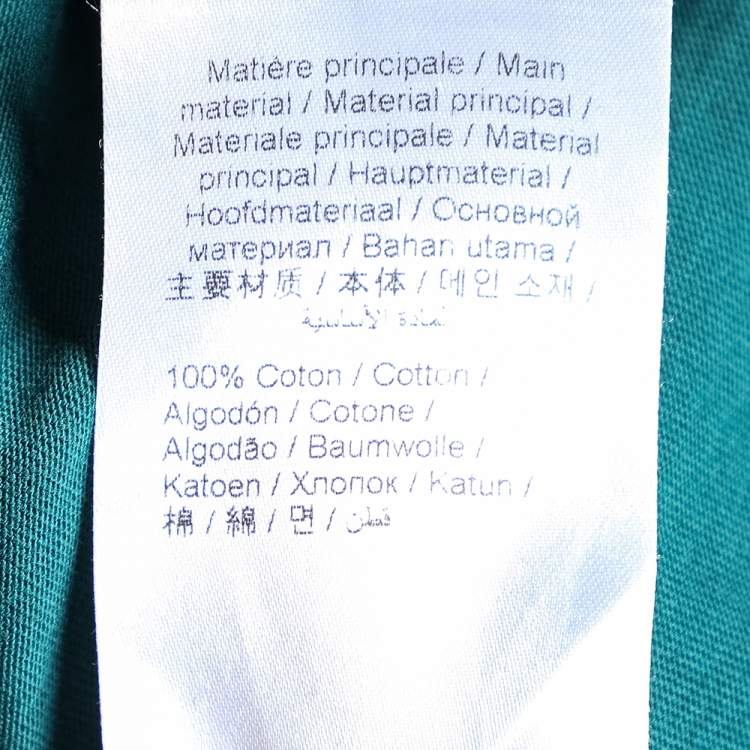 Matière principale / Main
material / Material principal /
Materiale principale / Material
principal / Hauptmaterial /
Hoofdmateriaal / Основной
материал / Bahan utama /
主要材质 / 本体 / 메인 소재 /
المادة الأساسية
100% Coton / Cotton /
Algodón / Cotone /
Algodão / Baumwolle /
Katoen / Хлопок / Katun /
棉 / 綿 / 면 / قطن